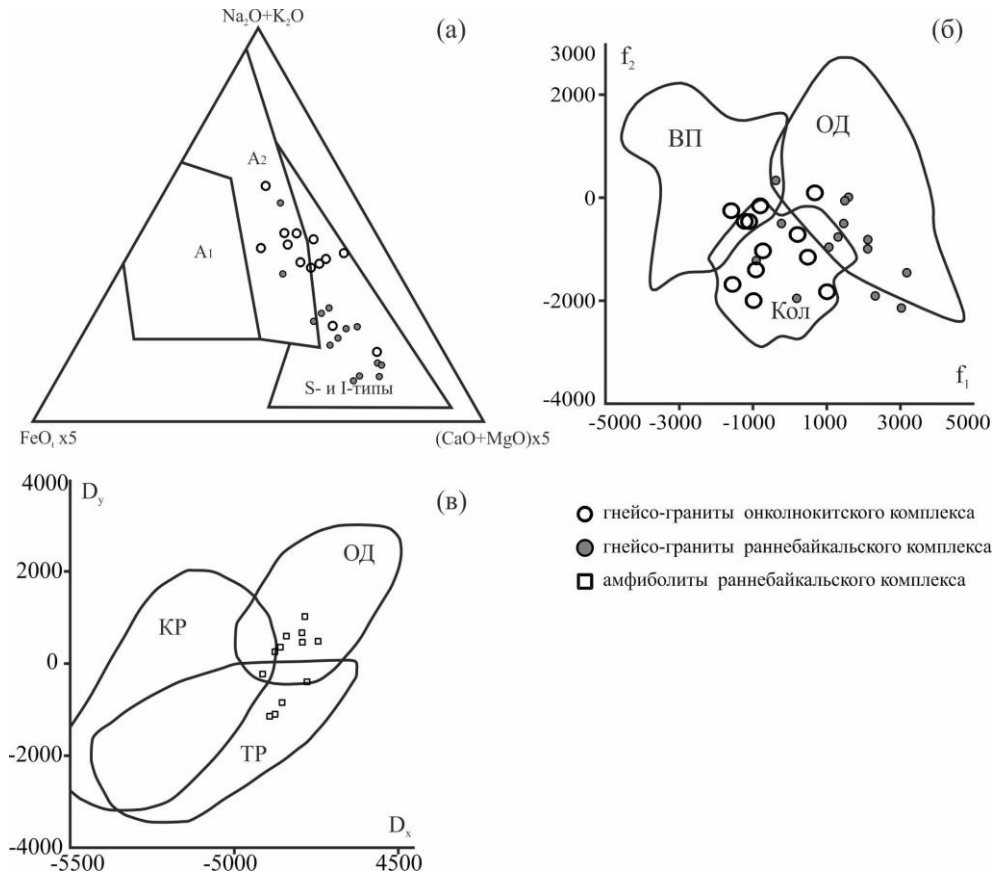 Na₂O+K₂O
(а)
A₂
A₁
S- и I-типы
FeOₜ x5
(CaO+MgO)x5
(б)
f₂
3000
2000
0
-2000
-4000
ВП
ОД
Кол
f₁
-5000 -3000 -1000 1000 3000 5000
(в)
4000
Dᵧ
2000
0
-2000
-4000
КР
ОД
ТР
Dₓ
-5500 -5000 4500
гнейсо-граниты онколнокитского комплекса
гнейсо-граниты раннебайкальского комплекса
амфиболиты раннебайкальского комплекса